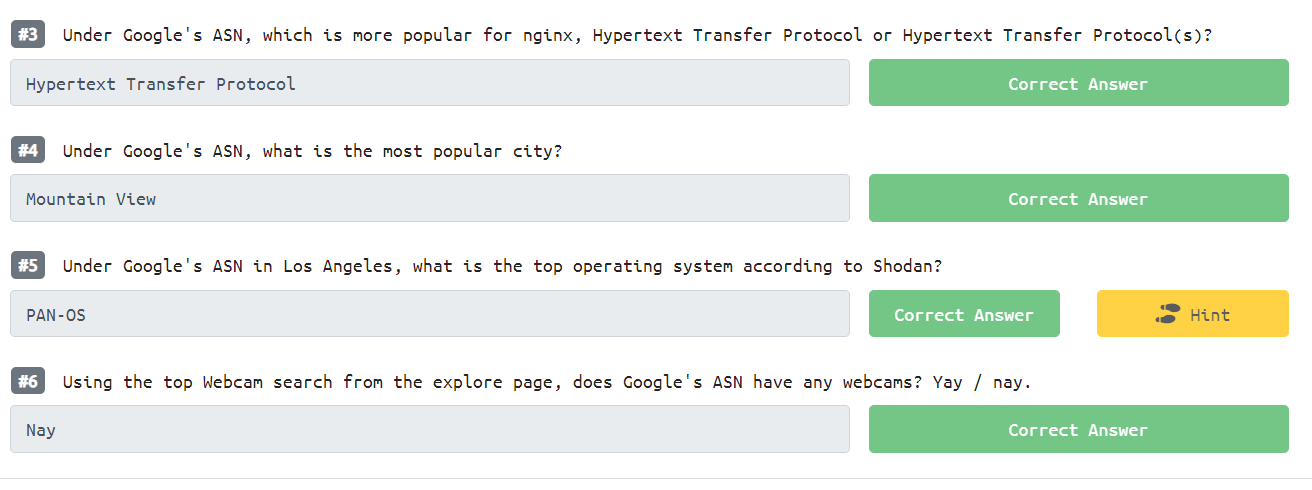 #3 Under Google's ASN, which is more popular for nginx, Hypertext Transfer Protocol or Hypertext Transfer Protocol(s)?
Hypertext Transfer Protocol Correct Answer
#4 Under Google's ASN, what is the most popular city?
Mountain View Correct Answer
#5 Under Google's ASN in Los Angeles, what is the top operating system according to Shodan?
PAN-OS Correct Answer Hint
#6 Using the top Webcam search from the explore page, does Google's ASN have any webcams? Yay / nay.
Nay Correct Answer